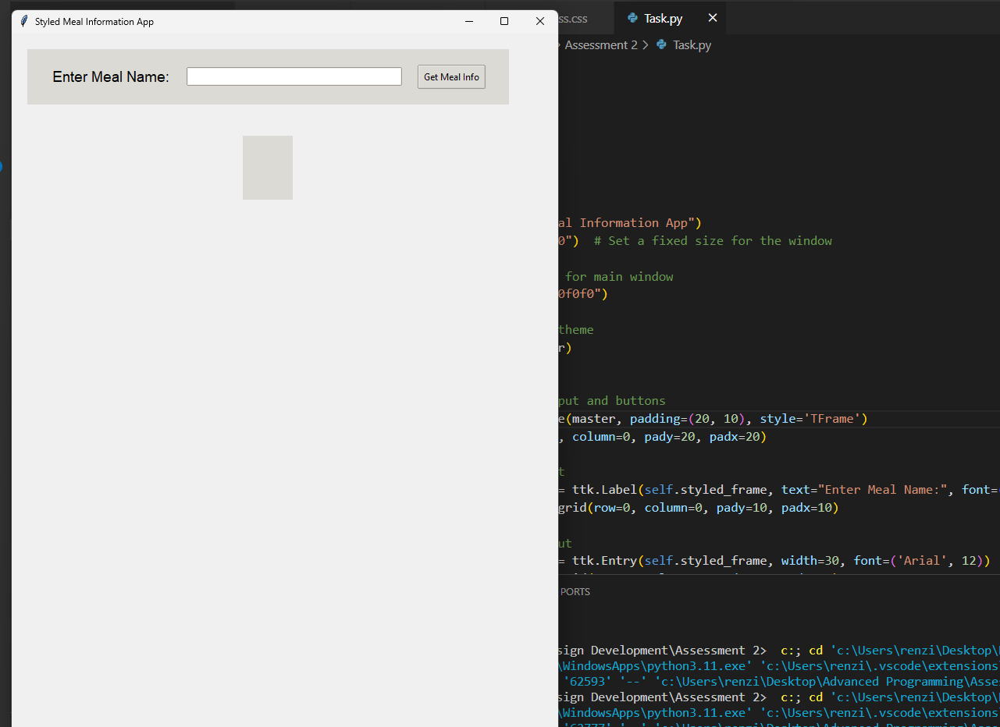 Styled Meal Information App
Enter Meal Name:
Get Meal Info
ss.css
Task.py
Assessment 2 > Task.py
al Information App")
0") # Set a fixed size for the window
for main window
0f0f0")
theme
r)
put and buttons
e(master, padding=(20, 10), style='TFrame')
, column=0, pady=20, padx=20)
t
= ttk.Label(self.styled_frame, text="Enter Meal Name:", font=(
grid(row=0, column=0, pady=10, padx=10)
ut
= ttk.Entry(self.styled_frame, width=30, font=('Arial', 12))
PORTS
sign Development\Assessment 2> c:; cd 'c:\Users\renzi\Desktop\
\WindowsApps\python3.11.exe' 'c:\Users\renzi\.vscode\extensions
'62593' '--' 'c:\Users\renzi\Desktop\Advanced Programming\Asse
sign Development\Assessment 2> c:; cd 'c:\Users\renzi\Desktop\
\WindowsApps\python3.11.exe' 'c:\Users\renzi\.vscode\extensions